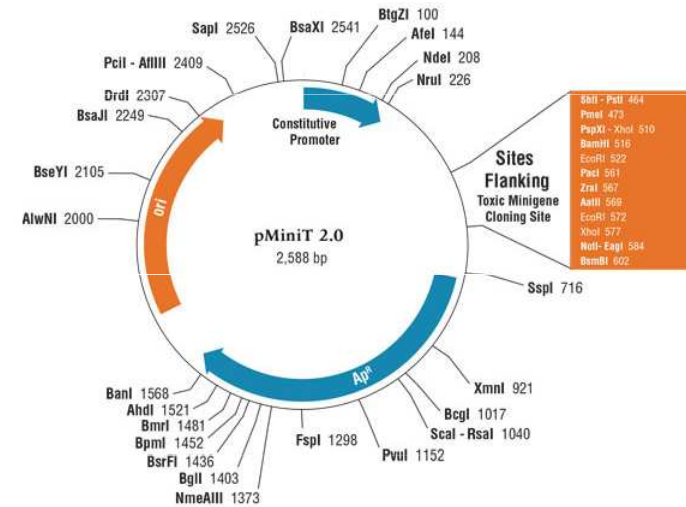 BtgZI 100
AfeI 144
NdeI 208
NruI 226
SbfI - PstI 464
PmeI 473
PspXI - XhoI 510
BamHI 516
EcoRI 522
PacI 561
ZraI 567
AatII 569
EcoRI 572
XhoI 577
NotI- EagI 584
BsmBI 602
Sites
Flanking
Toxic Minigene
Cloning Site
SspI 716
XmnI 921
BcgI 1017
ScaI - RsaI 1040
PvuI 1152
FspI 1298
NmeAIII 1373
BglI 1403
BsrFI 1436
BpmI 1452
BmrI 1481
AhdI 1521
BanI 1568
AlwNI 2000
BseYI 2105
BsaJI 2249
DrdI 2307
PciI - AflIII 2409
SapI 2526
BsaXI 2541
Constitutive
Promoter
ori
pMiniT 2.0
2,588 bp
ApR